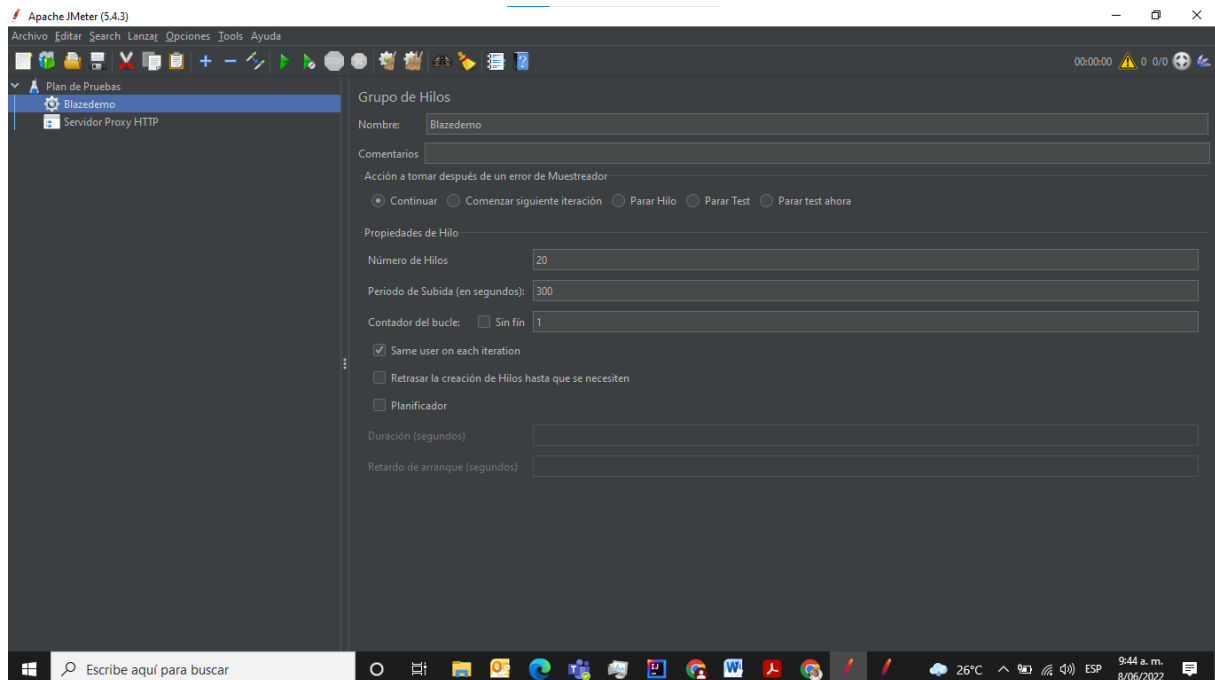 Apache JMeter (5.4.3)
Archivo Editar Search Lanzar Opciones Tools Ayuda
00:00:00 0 0/0
Plan de Pruebas
Blazedemo
Servidor Proxy HTTP
Grupo de Hilos
Nombre: Blazedemo
Comentarios
Acción a tomar después de un error de Muestreador
Continuar Comenzar siguiente iteración Parar Hilo Parar Test Parar test ahora
Propiedades de Hilo
Número de Hilos 20
Periodo de Subida (en segundos): 300
Contador del bucle: Sin fín 1
Same user on each iteration
Retrasar la creación de Hilos hasta que se necesiten
Planificador
Duración (segundos)
Retardo de arranque (segundos)
Escribe aquí para buscar
26°C ESP 9:44 a. m.
8/06/2022